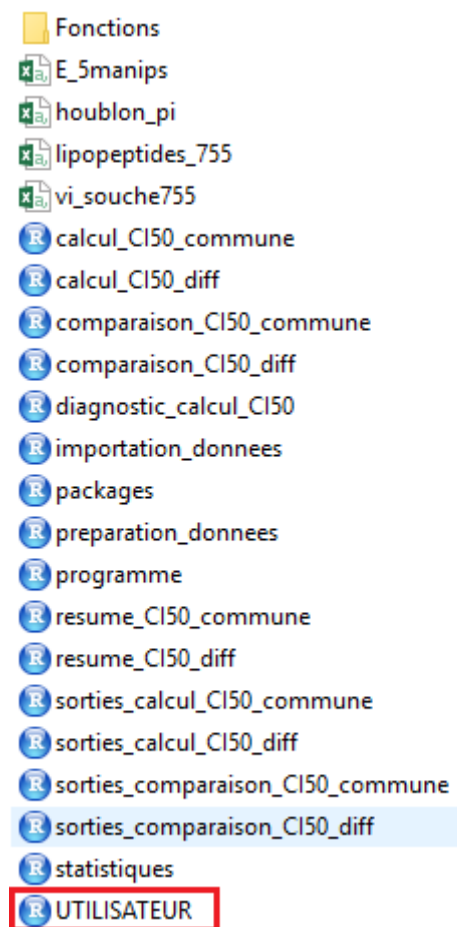 Fonctions
E_5manips
houblon_pi
lipopeptides_755
vi_souche755
calcul_CI50_commune
calcul_CI50_diff
comparaison_CI50_commune
comparaison_CI50_diff
diagnostic_calcul_CI50
importation_donnees
packages
preparation_donnees
programme
resume_CI50_commune
resume_CI50_diff
sorties_calcul_CI50_commune
sorties_calcul_CI50_diff
sorties_comparaison_CI50_commune
sorties_comparaison_CI50_diff
statistiques
UTILISATEUR